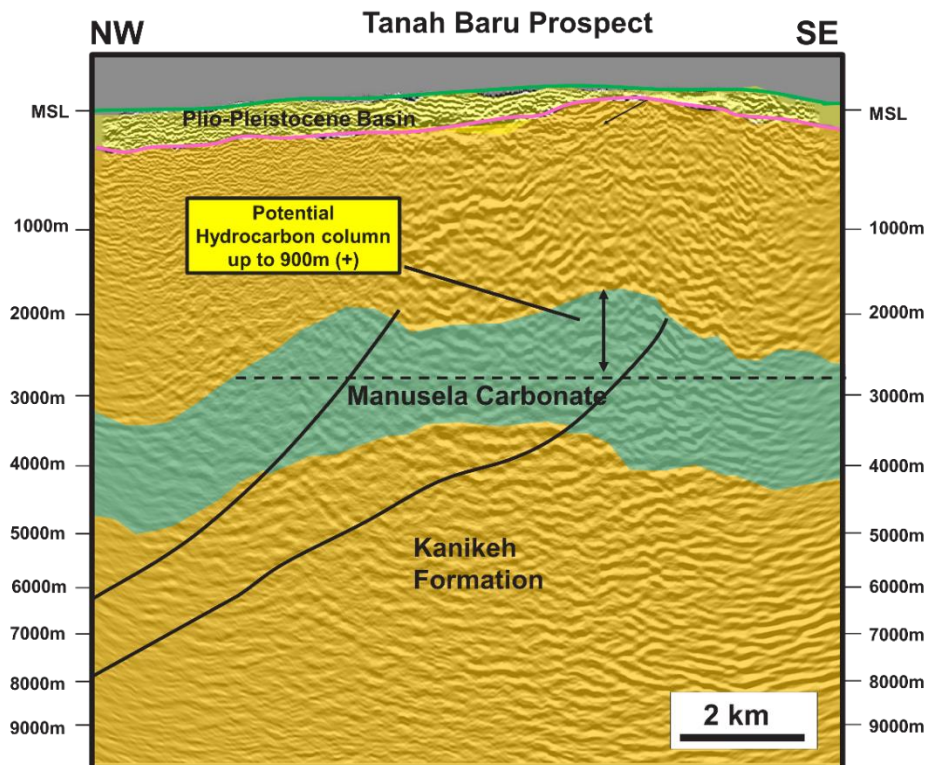 Tanah Baru Prospect
NW
SE
MSL
MSL
Plio-Pleistocene Basin
Potential
Hydrocarbon column
up to 900m (+)
1000m
1000m
2000m
2000m
3000m
Manusela Carbonate
3000m
4000m
4000m
5000m
5000m
Kanikeh
Formation
6000m
6000m
7000m
7000m
8000m
8000m
9000m
9000m
2 km